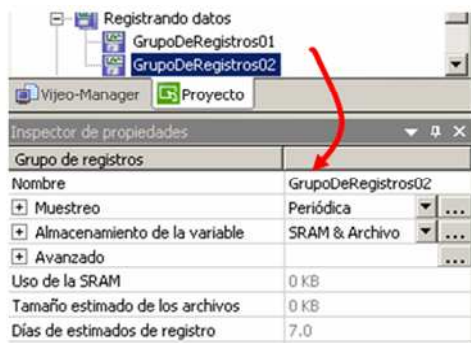 Registrando datos
GrupoDeRegistros01
GrupoDeRegistros02
Vijeo-Manager Proyecto
Inspector de propiedades
Grupo de registros
Nombre GrupoDeRegistros02
Muestreo Periódica ...
Almacenamiento de la variable SRAM & Archivo ...
Avanzado ...
Uso de la SRAM 0 KB
Tamaño estimado de los archivos 0 KB
Días de estimados de registro 7.0